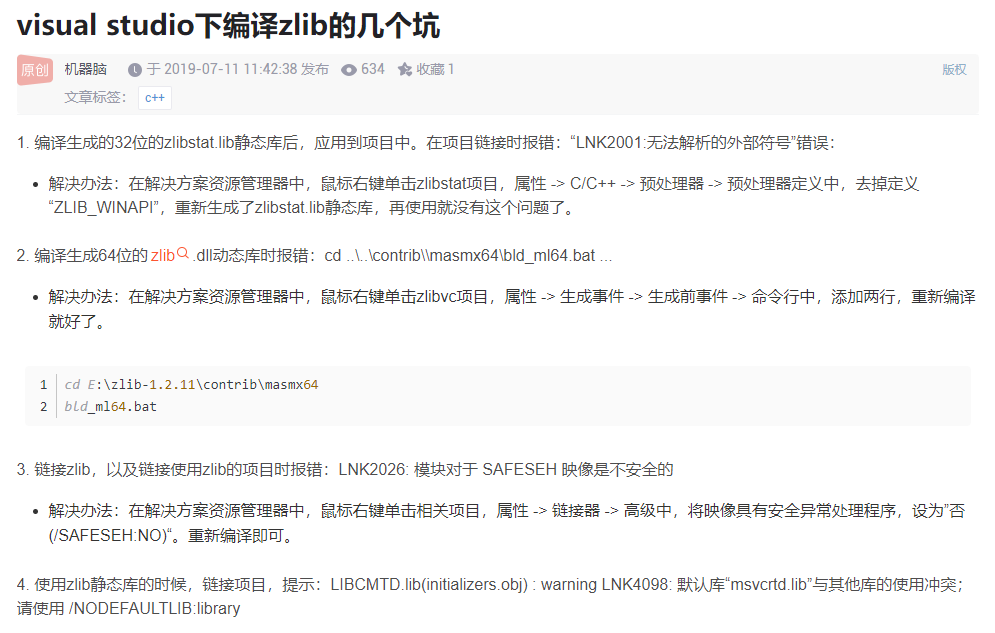 visual studio下编译zlib的几个坑
原创 机器脑 于 2019-07-11 11:42:38 发布 634 收藏 1 版权
文章标签： c++
1. 编译生成的32位的zlibstat.lib静态库后，应用到项目中。在项目链接时报错：“LNK2001:无法解析的外部符号”错误：
解决办法：在解决方案资源管理器中，鼠标右键单击zlibstat项目，属性 -> C/C++ -> 预处理器 -> 预处理器定义中，去掉定义
“ZLIB_WINAPI”，重新生成了zlibstat.lib静态库，再使用就没有这个问题了。
2. 编译生成64位的 zlib .dll动态库时报错：cd ..\..\contrib\\masmx64\bld_ml64.bat ...
解决办法：在解决方案资源管理器中，鼠标右键单击zlibvc项目，属性 -> 生成事件 -> 生成前事件 -> 命令行中，添加两行，重新编译
就好了。
1 cd E:\zlib-1.2.11\contrib\masmx64
2 bld_ml64.bat
3. 链接zlib，以及链接使用zlib的项目时报错：LNK2026: 模块对于 SAFESEH 映像是不安全的
解决办法：在解决方案资源管理器中，鼠标右键单击相关项目，属性 -> 链接器 -> 高级中，将映像具有安全异常处理程序，设为”否
(/SAFESEH:NO)“。重新编译即可。
4. 使用zlib静态库的时候，链接项目，提示：LIBCMTD.lib(initializers.obj) : warning LNK4098: 默认库“msvcrtd.lib”与其他库的使用冲突；
请使用 /NODEFAULTLIB:library